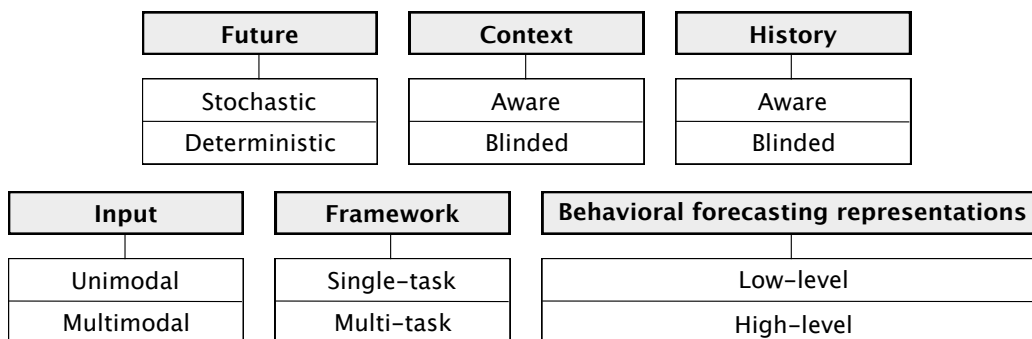 Future
Context
History
Stochastic
Aware
Aware
Deterministic
Blinded
Blinded
Input
Framework
Behavioral forecasting representations
Unimodal
Single-task
Low-level
Multimodal
Multi-task
High-level